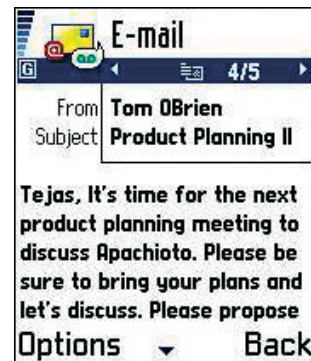 E-mail
G
4/5
From Tom OBrien
Subject Product Planning II
Tejas, It's time for the next
product planning meeting to
discuss Apachioto. Please be
sure to bring your plans and
let's discuss. Please propose
Options Back